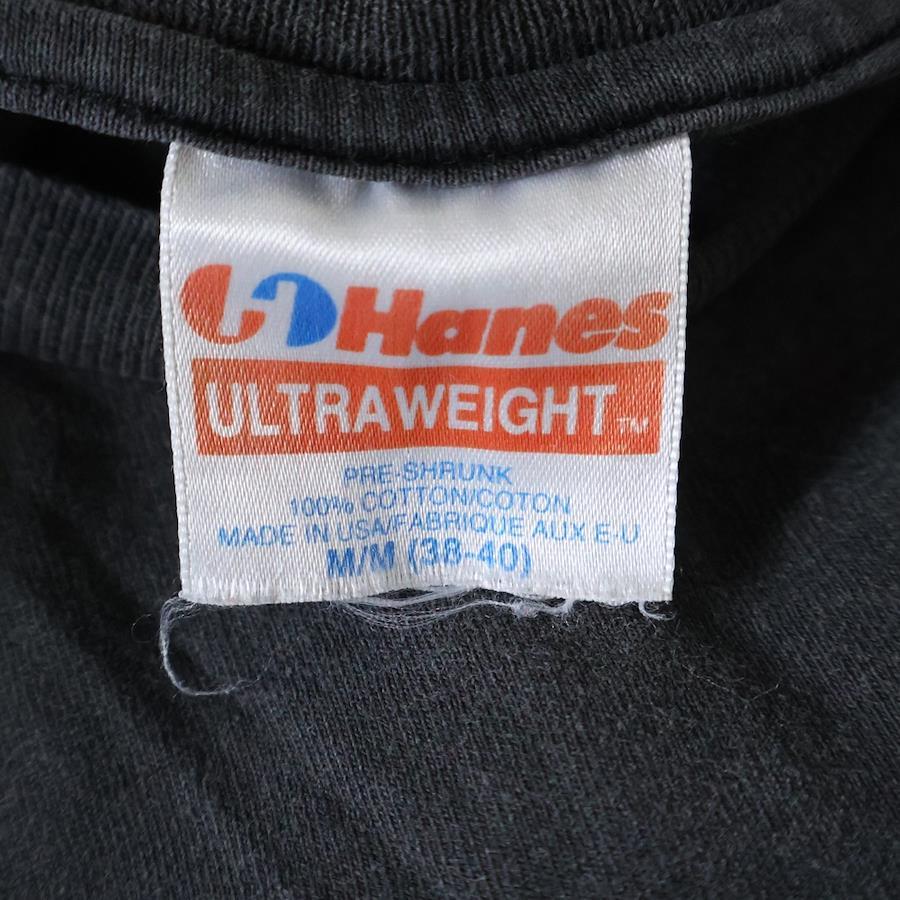 Hanes
ULTRAWEIGHT™
PRE-SHRUNK
100% COTTON/COTON
MADE IN USA/FABRIQUE AUX E-U
M/M (38-40)